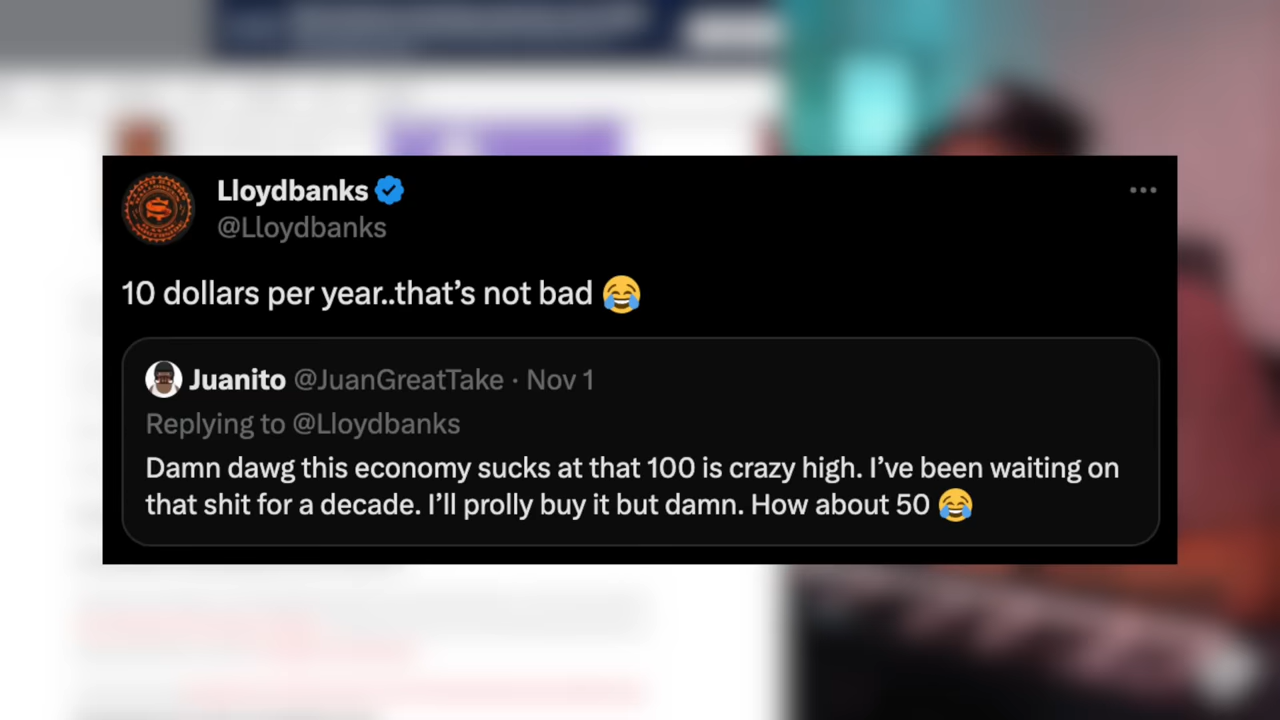 Lloydbanks
@Lloydbanks
10 dollars per year..that’s not bad 😂
Juanito @JuanGreatTake · Nov 1
Replying to @Lloydbanks
Damn dawg this economy sucks at that 100 is crazy high. I’ve been waiting on
that shit for a decade. I’ll prolly buy it but damn. How about 50 😂